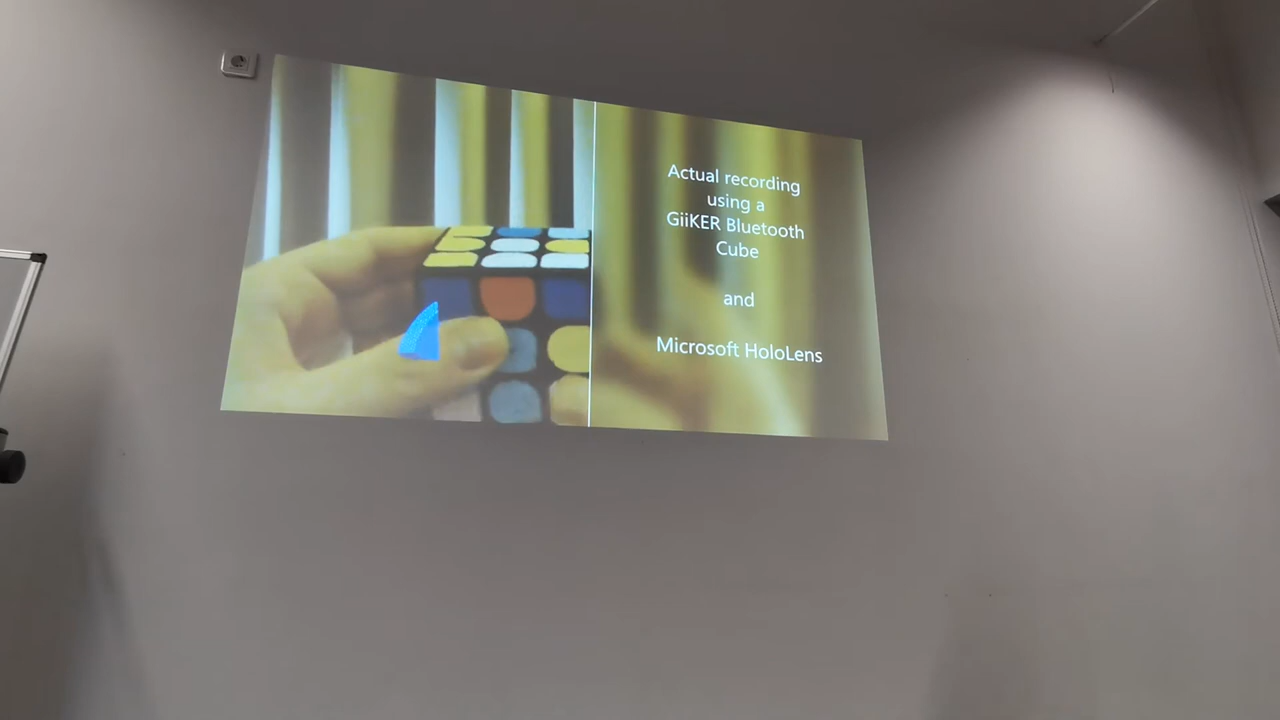 Actual recording
using a
GiiKER Bluetooth
Cube
and
Microsoft HoloLens